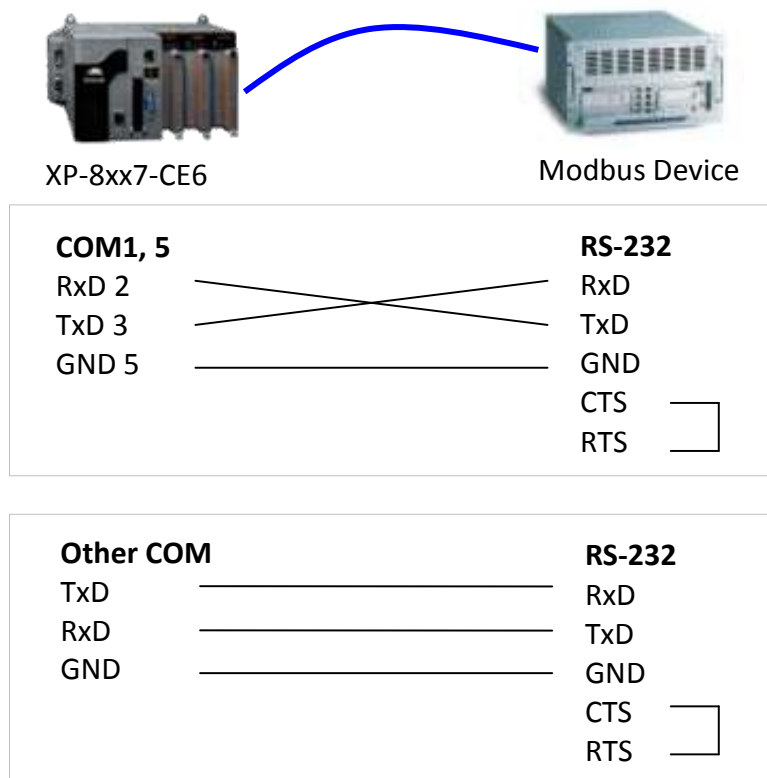 XP-8xx7-CE6
Modbus Device
COM1, 5 RS-232
RxD 2 RxD
TxD 3 TxD
GND 5 GND
CTS
RTS
Other COM RS-232
TxD RxD
RxD TxD
GND GND
CTS
RTS